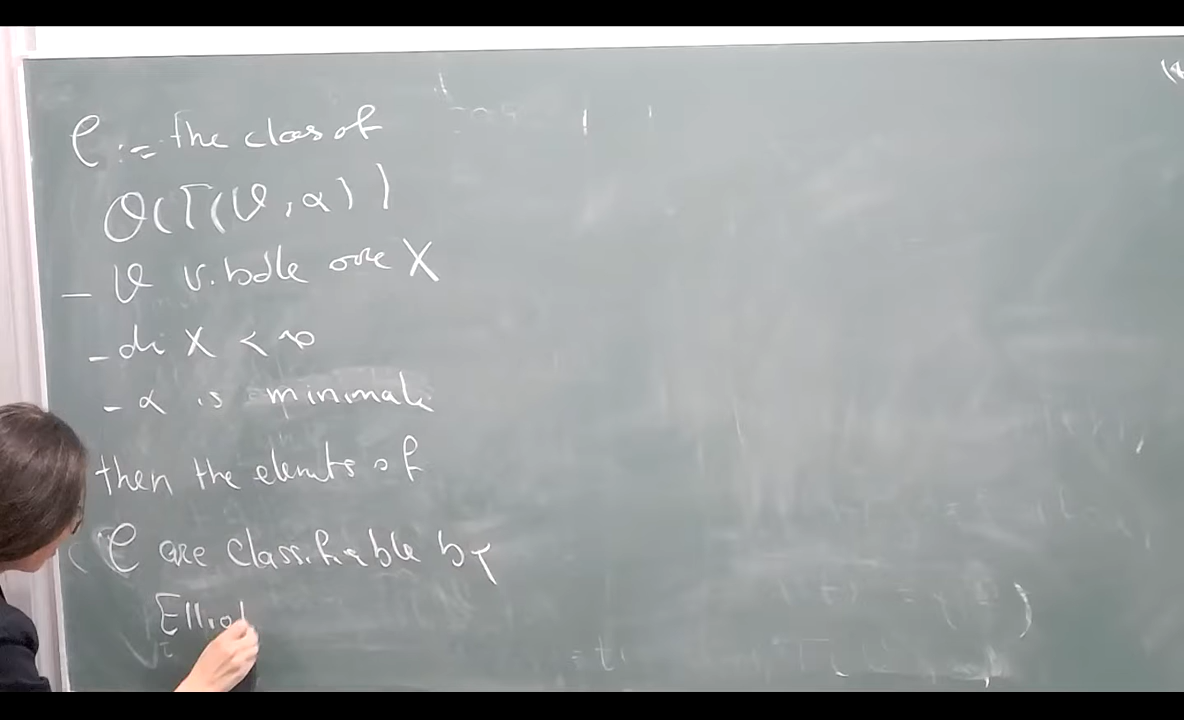 𝒞 := the class of
𝒪(Γ(𝒱, α))
- 𝒱 v. bdle over X
- dim X < ∞
- α is minimal
then the elements of
𝒞 are classifiable by
Elliot